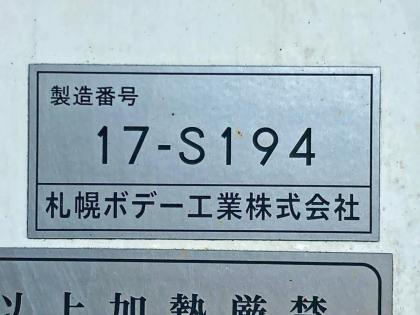 製造番号
17-S194
札幌ボデー工業株式会社
以上加熱厳禁